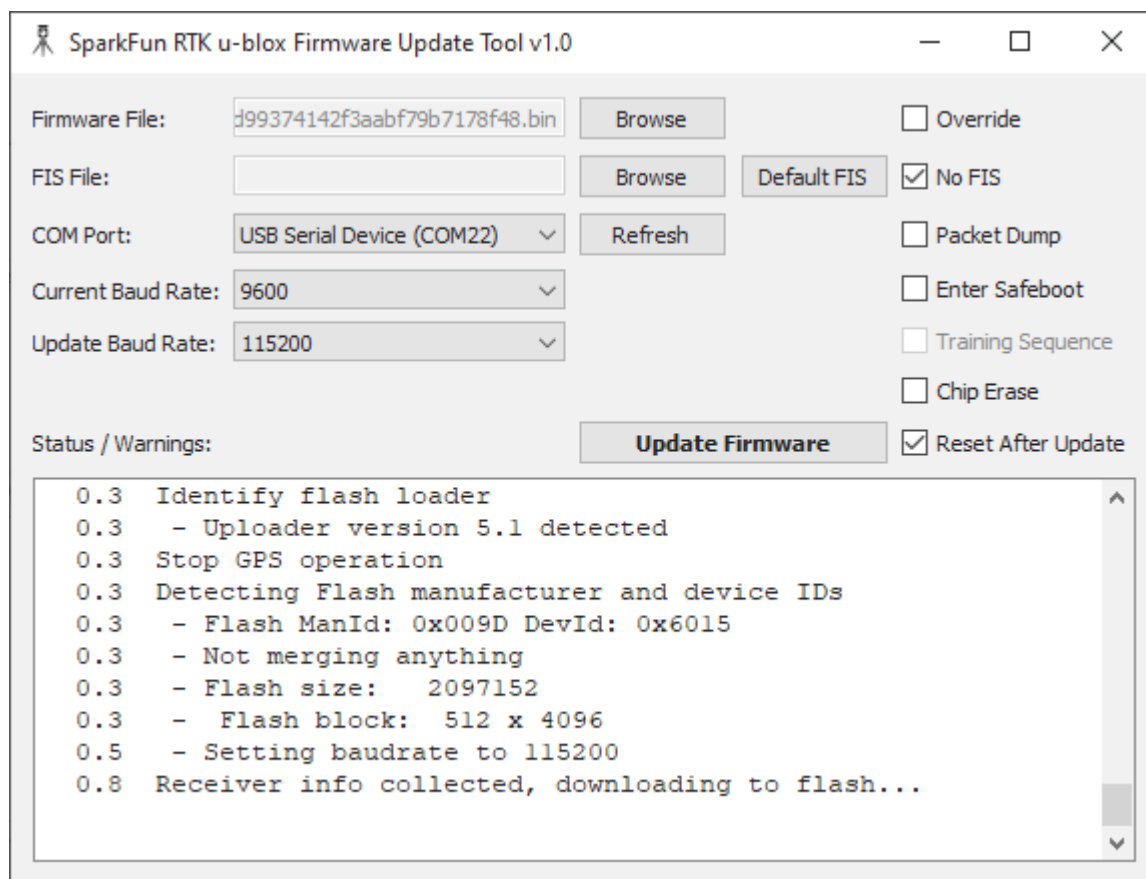 SparkFun RTK u-blox Firmware Update Tool v1.0
Firmware File: d99374142f3aabf79b7178f48.bin Browse Override
FIS File: Browse Default FIS No FIS
COM Port: USB Serial Device (COM22) Refresh Packet Dump
Current Baud Rate: 9600 Enter Safeboot
Update Baud Rate: 115200 Training Sequence
Chip Erase
Status / Warnings: Update Firmware Reset After Update
0.3 Identify flash loader
0.3 - Uploader version 5.1 detected
0.3 Stop GPS operation
0.3 Detecting Flash manufacturer and device IDs
0.3 - Flash ManId: 0x009D DevId: 0x6015
0.3 - Not merging anything
0.3 - Flash size: 2097152
0.3 - Flash block: 512 x 4096
0.5 - Setting baudrate to 115200
0.8 Receiver info collected, downloading to flash...